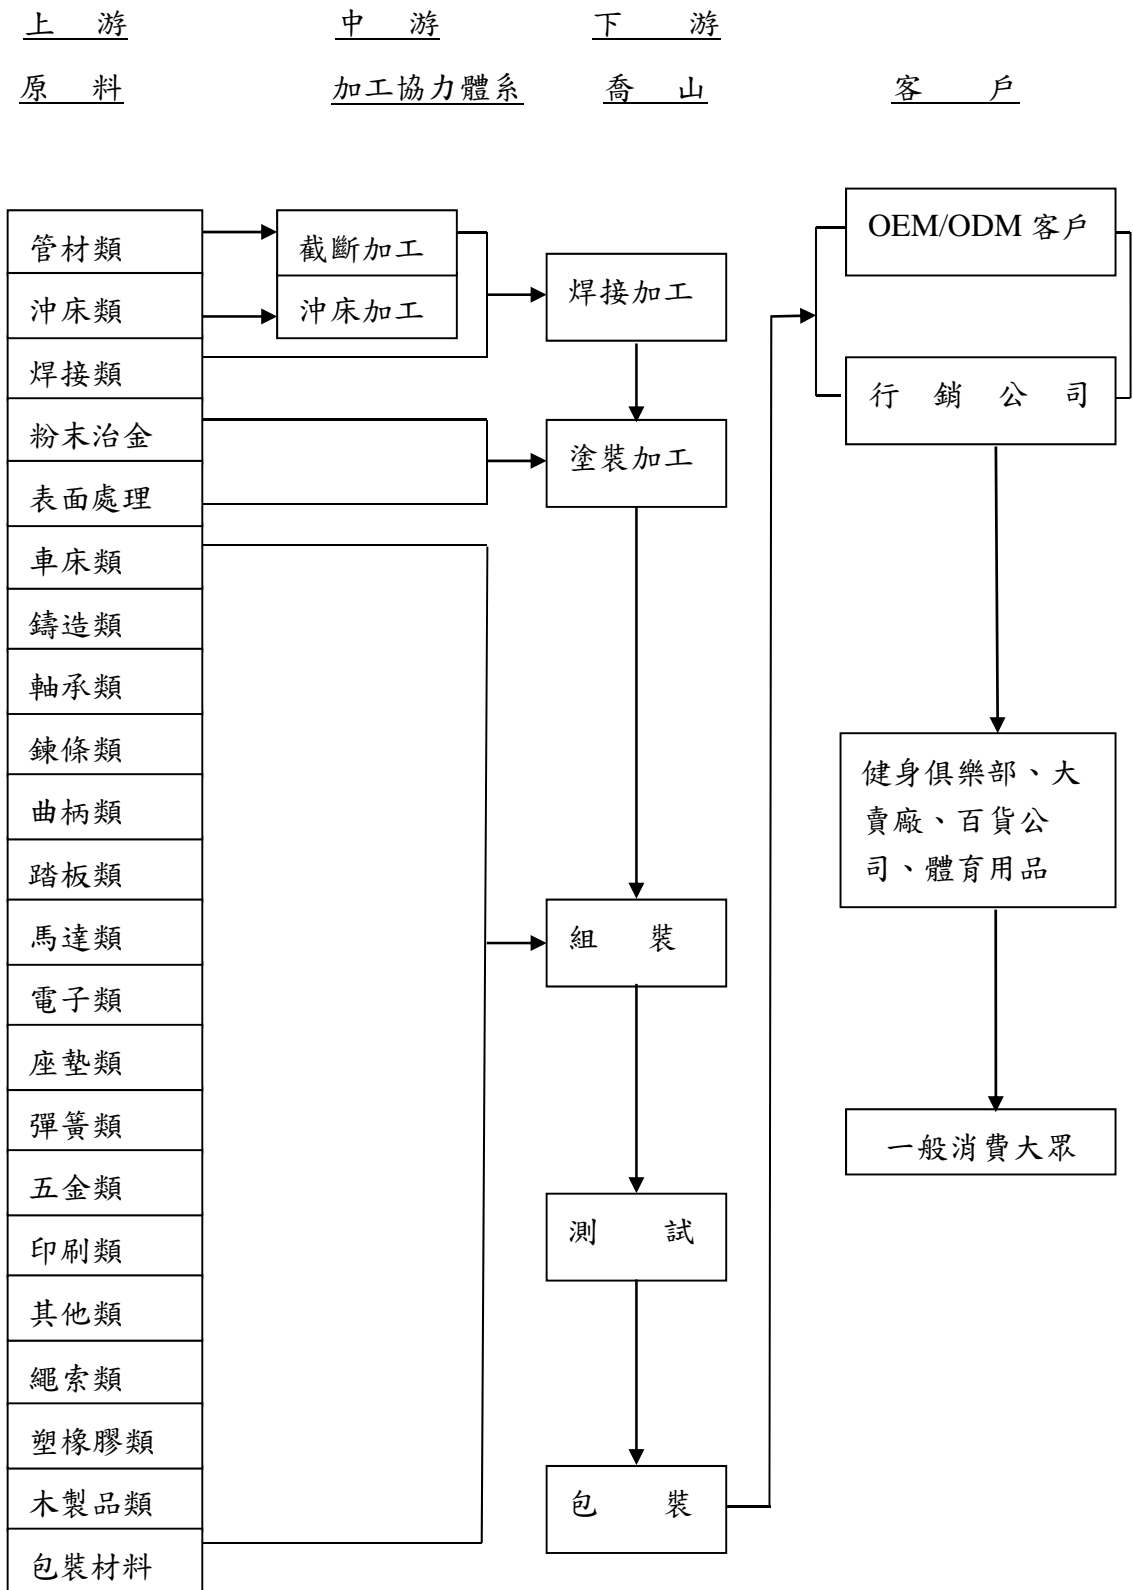 上 游
中 游
下 游
原 料
加工協力體系
喬 山
客 戶
管材類
沖床類
焊接類
粉末治金
表面處理
車床類
鑄造類
軸承類
鍊條類
曲柄類
踏板類
馬達類
電子類
座墊類
彈簧類
五金類
印刷類
其他類
繩索類
塑橡膠類
木製品類
包裝材料
截斷加工
沖床加工
焊接加工
塗裝加工
組 裝
測 試
包 裝
OEM/ODM 客戶
行 銷 公 司
健身俱樂部、大
賣廠、百貨公
司、體育用品
一般消費大眾